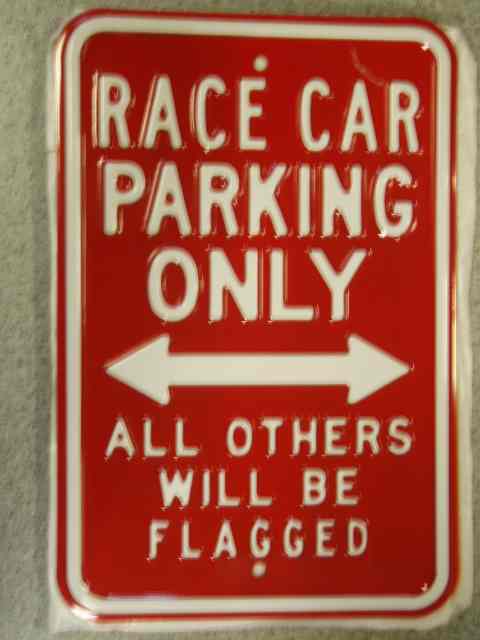 RACE CAR
PARKING
ONLY
ALL OTHERS
WILL BE
FLAGGED